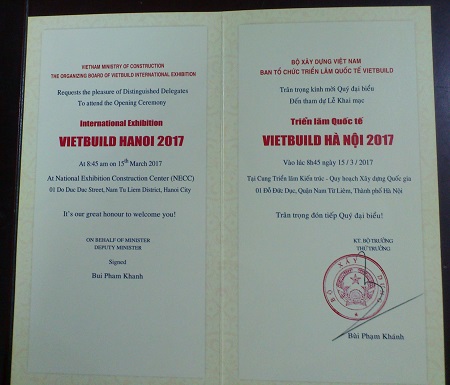 VIETNAM MINISTRY OF CONSTRUCTION
THE ORGANIZING BOARD OF VIETBUILD INTERNATIONAL EXHIBITION
Requests the pleasure of Distinguished Delegates
To attend the Opening Ceremony
International Exhibition
VIETBUILD HANOI 2017
At 8:45 am on 15th March 2017
At National Exhibition Construction Center (NECC)
01 Do Duc Duc Street, Nam Tu Liem District, Hanoi City
It's our great honour to welcome you!
ON BEHALF OF MINISTER
DEPUTY MINISTER
Signed
Bui Pham Khanh
BỘ XÂY DỰNG VIỆT NAM
BAN TỔ CHỨC TRIỂN LÃM QUỐC TẾ VIETBUILD
Trân trọng kính mời Quý đại biểu
Đến tham dự Lễ Khai mạc
Triển lãm Quốc tế
VIETBUILD HÀ NỘI 2017
Vào lúc 8h45 ngày 15 / 3 / 2017
Tại Cung Triển lãm Kiến trúc - Quy hoạch Xây dựng Quốc gia
01 Đỗ Đức Dục, Quận Nam Từ Liêm, Thành phố Hà Nội
Trân trọng đón tiếp Quý đại biểu!
KT. BỘ TRƯỞNG
THỨ TRƯỞNG
BỘ XÂY DỰNG
Bùi Phạm Khánh